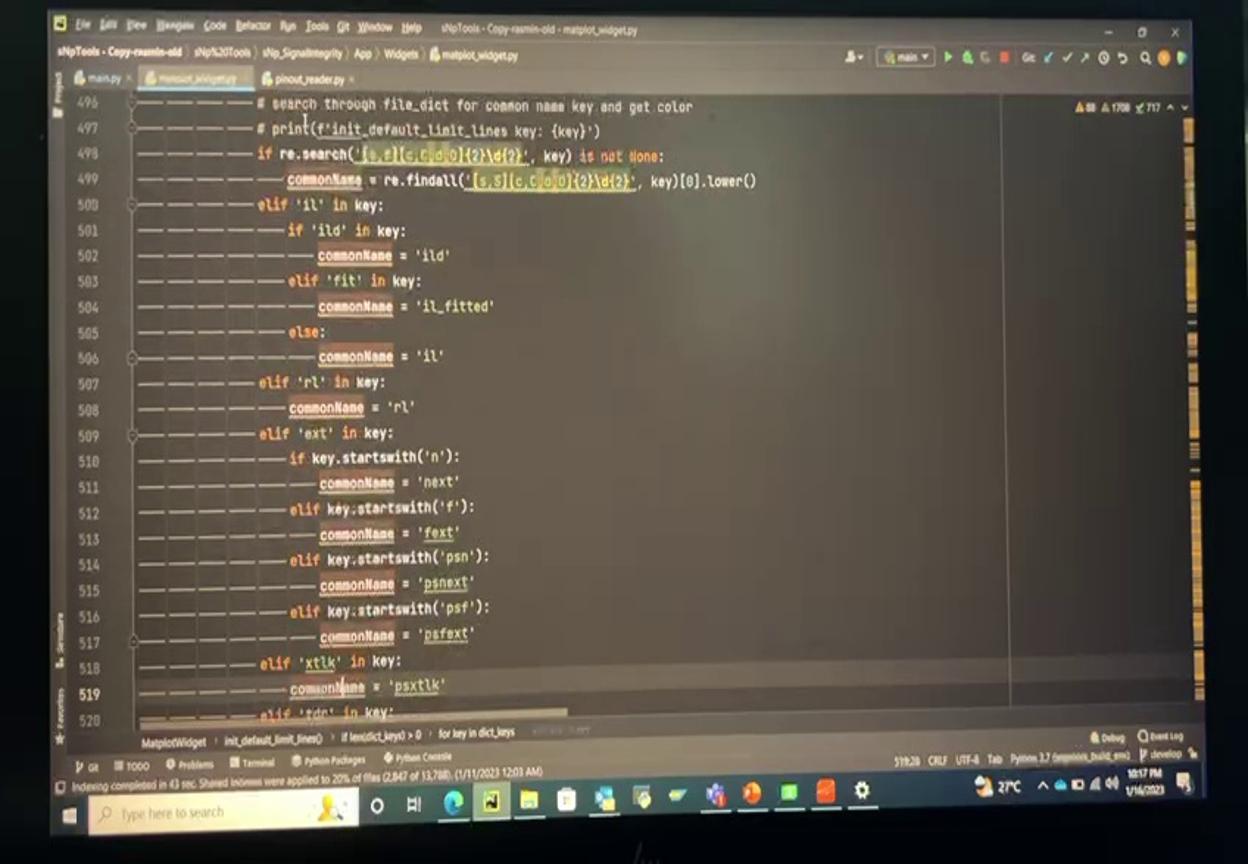 File Edit View Navigate Code Refactor Run Tools Git Window Help sNpTools - Copy-rasmin-old - matplot_widget.py
sNpTools - Copy-rasmin-old sNp%20Tools sNp_SignalIntegrity App Widgets matplot_widget.py main Git:
main.py matplot_widget.py pinout_reader.py
Project
496 # search through file_dict for common name key and get color
88 1708 717
497 # print(f'init_default_limit_lines key: {key}')
498 if re.search('[s,S][c,C,d,D]{2}\d{2}', key) is not None:
499 commonName = re.findall('[s,S][c,C,d,D]{2}\d{2}', key)[0].lower()
500 elif 'il' in key:
501 if 'ild' in key:
502 commonName = 'ild'
503 elif 'fit' in key:
504 commonName = 'il_fitted'
505 else:
506 commonName = 'il'
507 elif 'rl' in key:
508 commonName = 'rl'
509 elif 'ext' in key:
510 if key.startswith('n'):
511 commonName = 'next'
512 elif key.startswith('f'):
513 commonName = 'fext'
514 elif key.startswith('psn'):
515 commonName = 'psnext'
516 elif key.startswith('psf'):
517 commonName = 'psfext'
518 elif 'xtlk' in key:
519 commonName = 'psxtlk'
520 elif 'tdr' in key:
Structure
Favorites
MatplotWidget init_default_limit_lines() if len(dict_keys) > 0 for key in dict_keys
Git TODO Problems Terminal Python Packages Python Console Debug Event Log
Indexing completed in 43 sec. Shared indexes were applied to 20% of files (2,847 of 13,788) (1/11/2023 12:03 AM) 519:28 CRLF UTF-8 Tab Python 3.7 develop
Type here to search 27°C 10:17 PM
1/16/2023